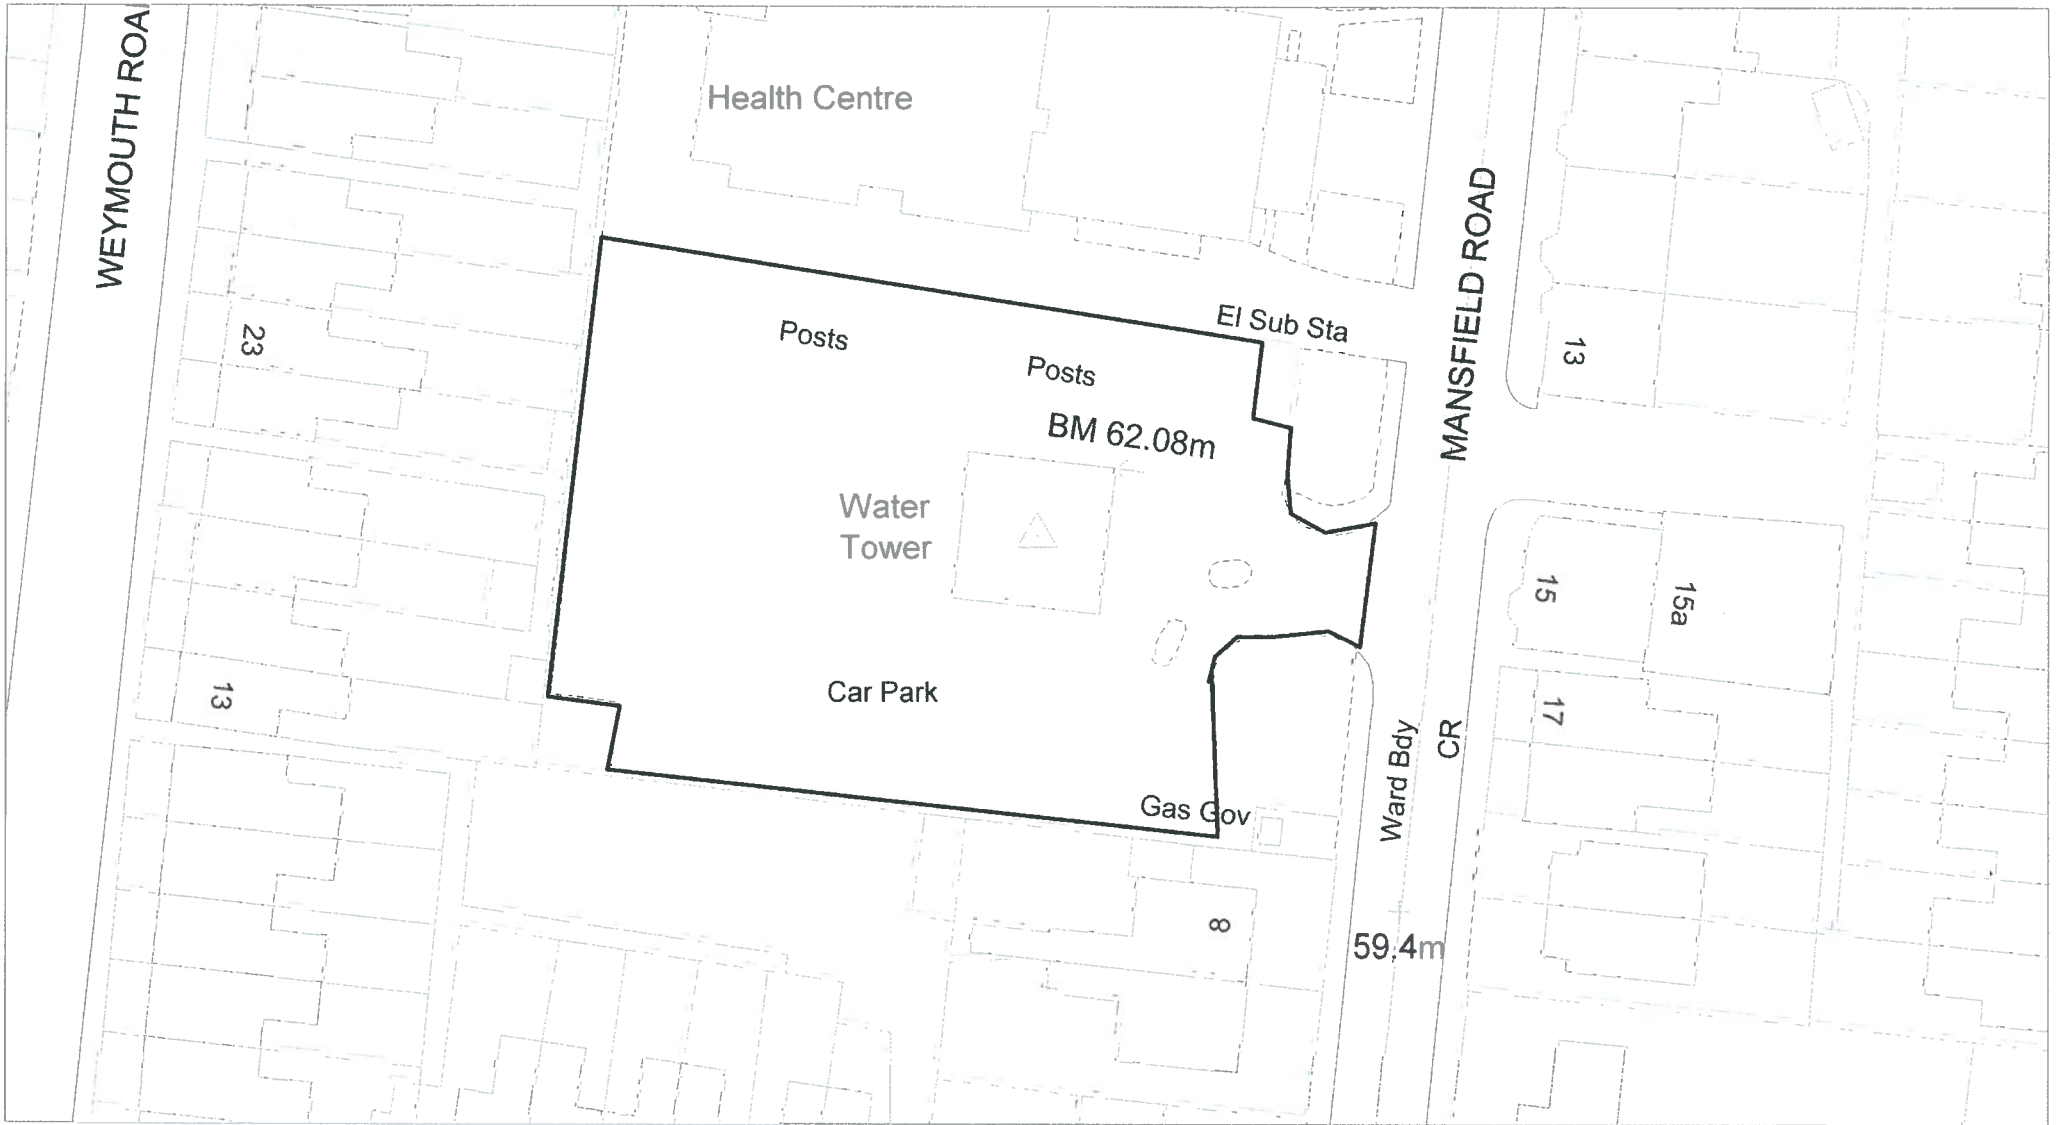 WEYMOUTH ROA
Health Centre
MANSFIELD ROAD
El Sub Sta
Posts
Posts
23
13
BM 62.08m
Water
Tower
15
15a
13
Car Park
17
Ward Bdy
CR
Gas Gov
8
59.4m